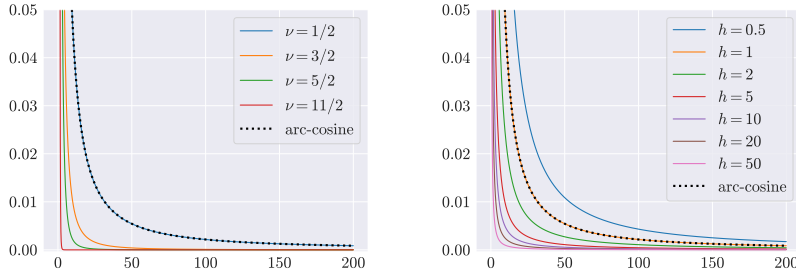 0.05
0.04
0.03
0.02
0.01
0.00
0 50 100 150 200
ν = 1/2
ν = 3/2
ν = 5/2
ν = 11/2
arc-cosine
0.05
0.04
0.03
0.02
0.01
0.00
0 50 100 150 200
h = 0.5
h = 1
h = 2
h = 5
h = 10
h = 20
h = 50
arc-cosine